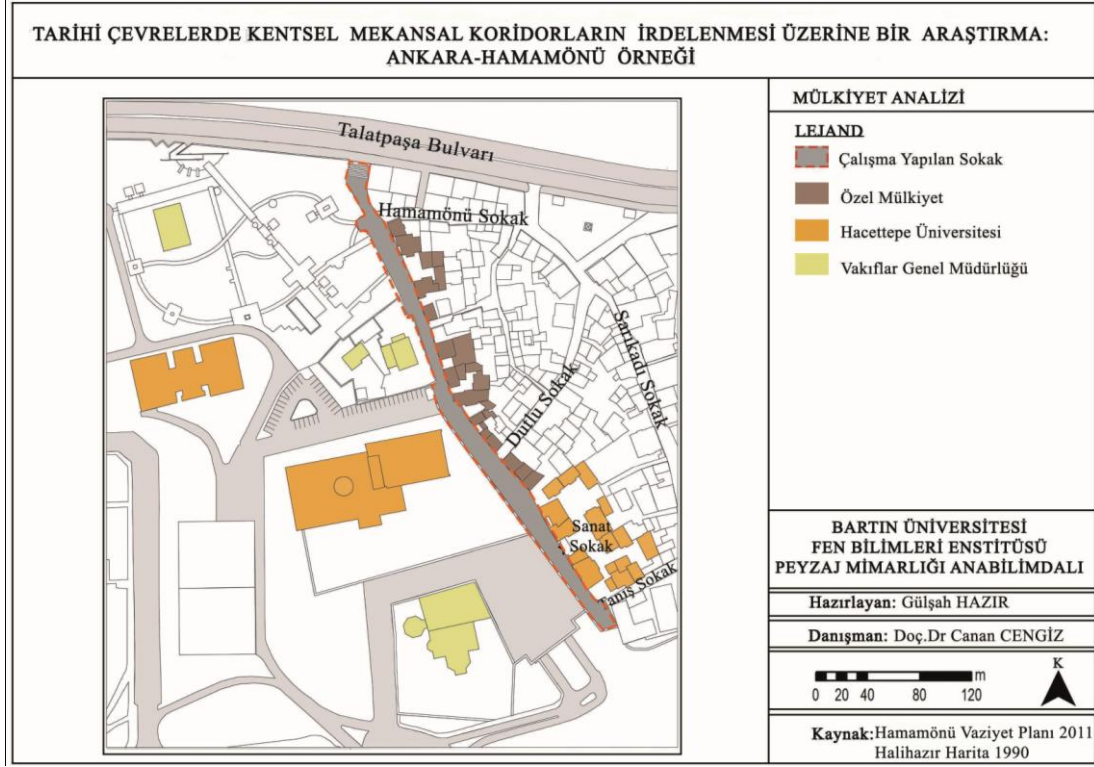 TARİHİ ÇEVRELERDE KENTSEL MEKANSAL KORİDORLARIN İRDELENMESİ ÜZERİNE BİR ARAŞTIRMA:
ANKARA-HAMAMÖNÜ ÖRNEĞİ
Talatpaşa Bulvarı
Hamamönü Sokak
Sarıkadı Sokak
Dutlu Sokak
Sanat
Sokak
Tanış Sokak
MÜLKİYET ANALİZİ
LEJAND
Çalışma Yapılan Sokak
Özel Mülkiyet
Hacettepe Üniversitesi
Vakıflar Genel Müdürlüğü
BARTIN ÜNİVERSİTESİ
FEN BİLİMLERİ ENSTİTÜSÜ
PEYZAJ MİMARLIĞI ANABİLİMDALI
Hazırlayan: Gülşah HAZIR
Danışman: Doç.Dr Canan CENGİZ
m
0 20 40 80 120
K
Kaynak: Hamamönü Vaziyet Planı 2011
Halihazır Harita 1990